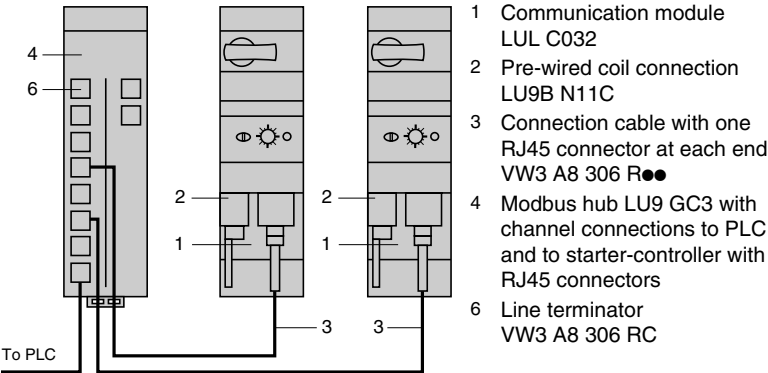 4
6
2
1
2
1
3
3
To PLC
1 Communication module
LUL C032
2 Pre-wired coil connection
LU9B N11C
3 Connection cable with one
RJ45 connector at each end
VW3 A8 306 R●●
4 Modbus hub LU9 GC3 with
channel connections to PLC
and to starter-controller with
RJ45 connectors
6 Line terminator
VW3 A8 306 RC